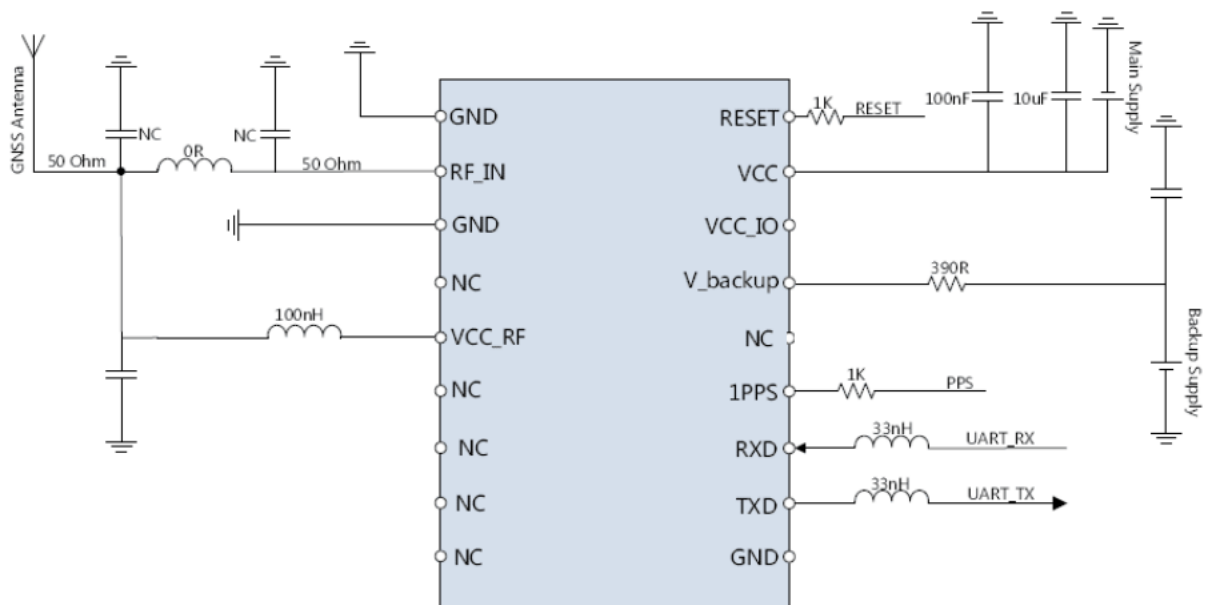 GNSS Antenna
50 Ohm
NC
0R
NC
50 Ohm
100nH
GND
RF_IN
GND
NC
VCC_RF
NC
NC
NC
NC
RESET
VCC
VCC_IO
V_backup
NC
1PPS
RXD
TXD
GND
1K
RESET
100nF
10uF
Main Supply
390R
Backup Supply
1K
PPS
33nH
UART_RX
33nH
UART_TX